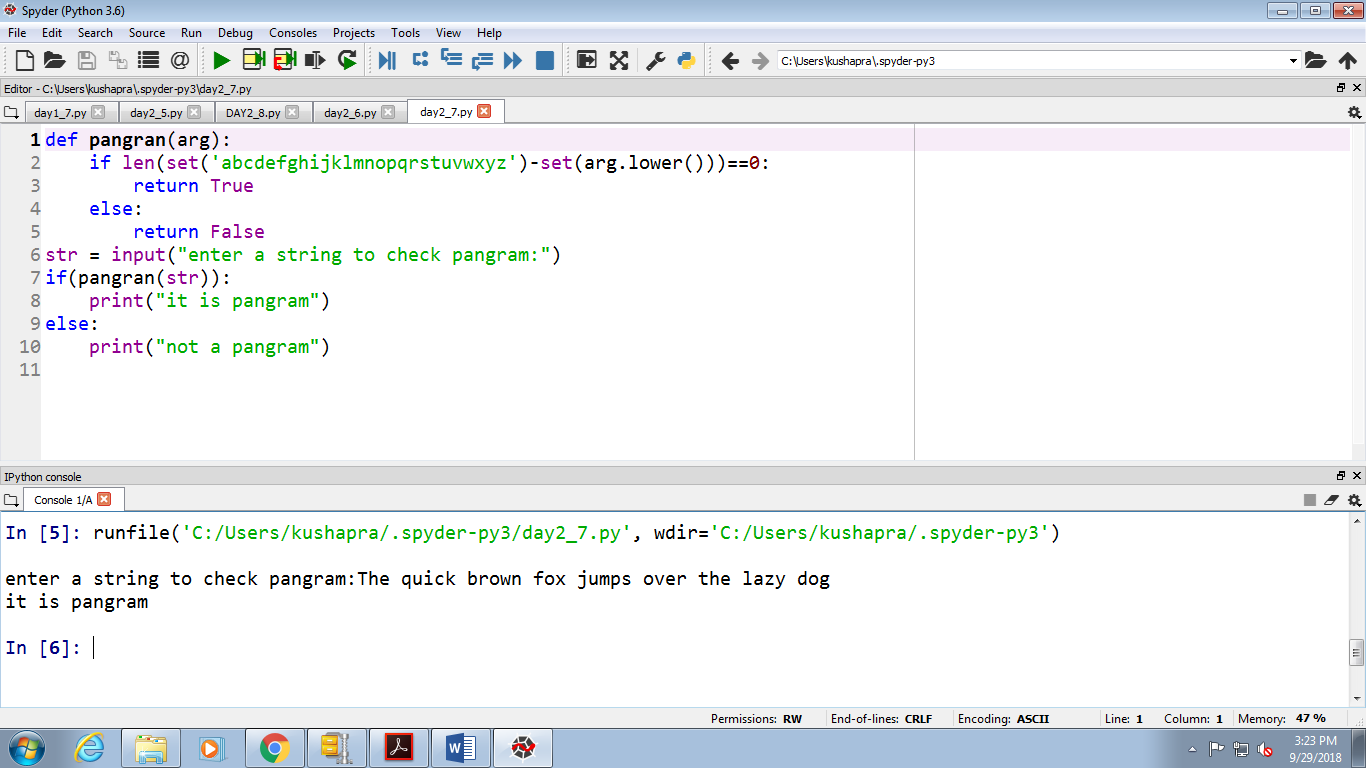 Spyder (Python 3.6)
File Edit Search Source Run Debug Consoles Projects Tools View Help
C:\Users\kushapra\.spyder-py3
Editor - C:\Users\kushapra\.spyder-py3\day2_7.py
day1_7.py day2_5.py DAY2_8.py day2_6.py day2_7.py
1 def pangran(arg):
2     if len(set('abcdefghijklmnopqrstuvwxyz')-set(arg.lower()))==0:
3         return True
4     else:
5         return False
6 str = input("enter a string to check pangram:")
7 if(pangran(str)):
8     print("it is pangram")
9 else:
10     print("not a pangram")
11
IPython console
Console 1/A
In [5]: runfile('C:/Users/kushapra/.spyder-py3/day2_7.py', wdir='C:/Users/kushapra/.spyder-py3')
enter a string to check pangram:The quick brown fox jumps over the lazy dog
it is pangram
In [6]:
Permissions: RW End-of-lines: CRLF Encoding: ASCII Line: 1 Column: 1 Memory: 47 %
3:23 PM
9/29/2018